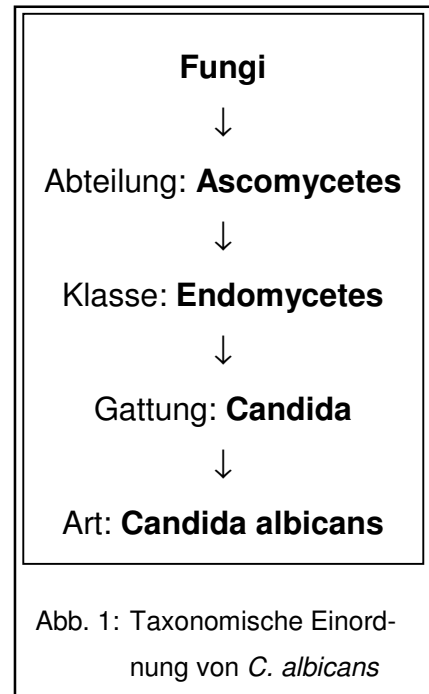 Fungi
↓
Abteilung: Ascomycetes
↓
Klasse: Endomycetes
↓
Gattung: Candida
↓
Art: Candida albicans
Abb. 1: Taxonomische Einord-
nung von C. albicans